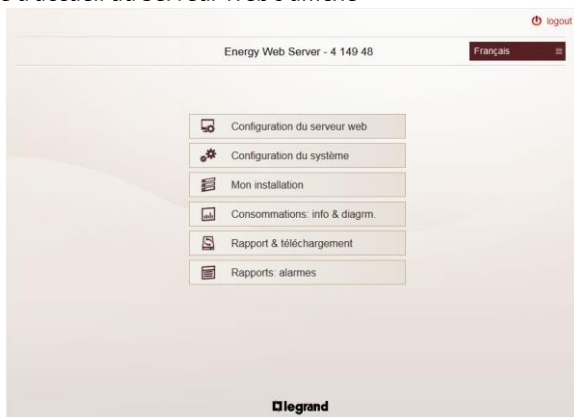 logout
Energy Web Server - 4 149 48
Français
Configuration du serveur web
Configuration du système
Mon installation
Consommations: info & diagrm.
Rapport & téléchargement
Rapports: alarmes
legrand